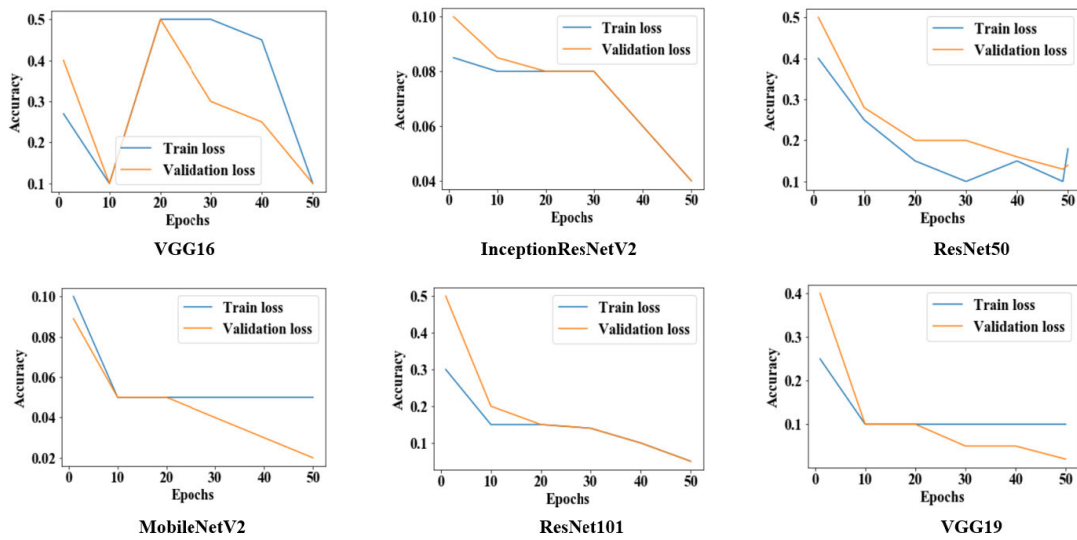 0.5
0.4
0.3
0.2
0.1
Accuracy
Train loss
Validation loss
0 10 20 30 40 50
Epochs
VGG16
0.10
0.08
0.06
0.04
Accuracy
Train loss
Validation loss
0 10 20 30 40 50
Epochs
InceptionResNetV2
0.5
0.4
0.3
0.2
0.1
Accuracy
Train loss
Validation loss
0 10 20 30 40 50
Epochs
ResNet50
0.10
0.08
0.06
0.04
0.02
Accuracy
Train loss
Validation loss
0 10 20 30 40 50
Epochs
MobileNetV2
0.5
0.4
0.3
0.2
0.1
Accuracy
Train loss
Validation loss
0 10 20 30 40 50
Epochs
ResNet101
0.4
0.3
0.2
0.1
Accuracy
Train loss
Validation loss
0 10 20 30 40 50
Epochs
VGG19